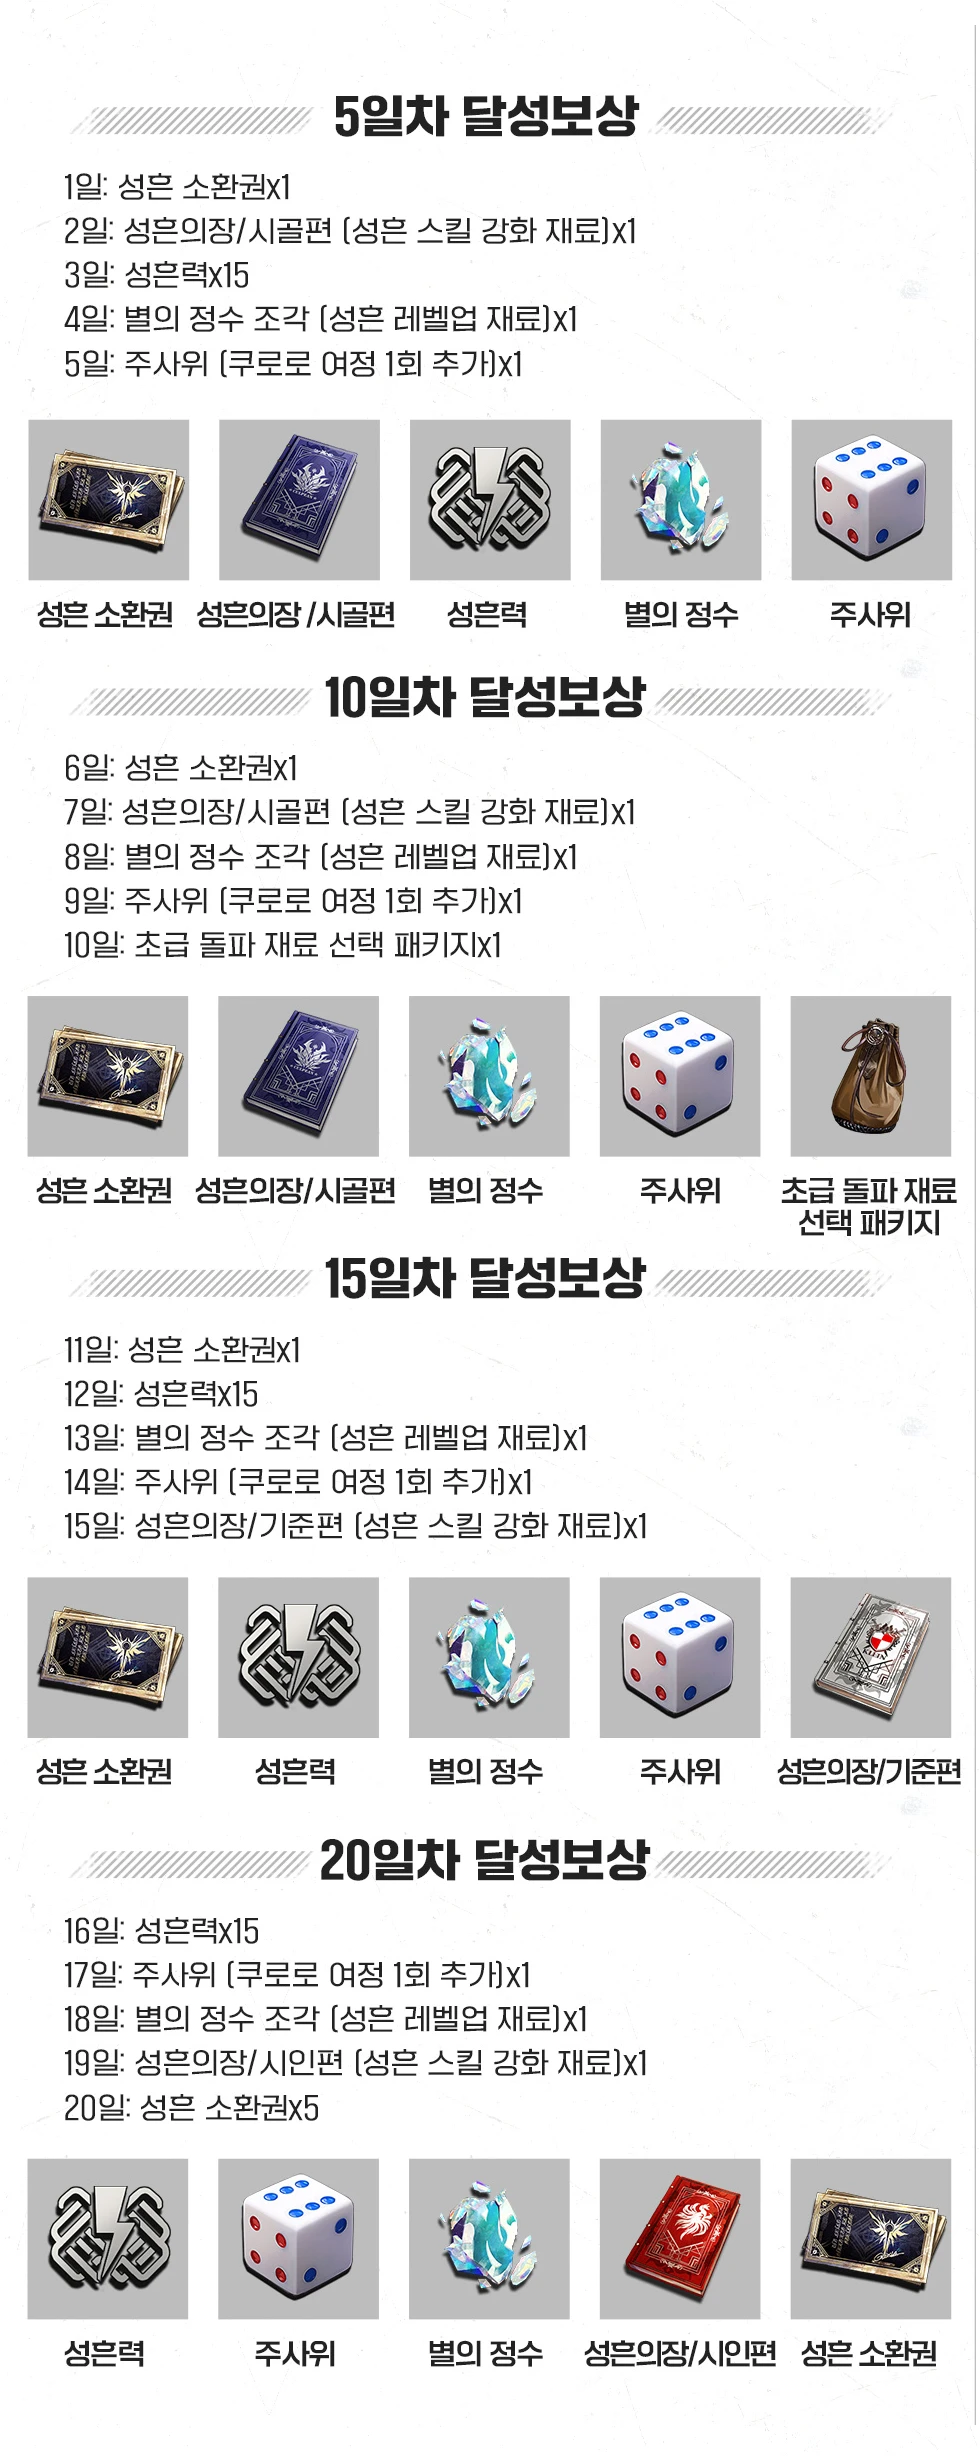 5일차 달성보상
1일: 성흔 소환권x1
2일: 성흔의장/시골편 (성흔 스킬 강화 재료)x1
3일: 성흔력x15
4일: 별의 정수 조각 (성흔 레벨업 재료)x1
5일: 주사위 (쿠로로 여정 1회 추가)x1
성흔 소환권 성흔의장 /시골편 성흔력 별의 정수 주사위
10일차 달성보상
6일: 성흔 소환권x1
7일: 성흔의장/시골편 (성흔 스킬 강화 재료)x1
8일: 별의 정수 조각 (성흔 레벨업 재료)x1
9일: 주사위 (쿠로로 여정 1회 추가)x1
10일: 초급 돌파 재료 선택 패키지x1
성흔 소환권 성흔의장/시골편 별의 정수 주사위 초급 돌파 재료
선택 패키지
15일차 달성보상
11일: 성흔 소환권x1
12일: 성흔력x15
13일: 별의 정수 조각 (성흔 레벨업 재료)x1
14일: 주사위 (쿠로로 여정 1회 추가)x1
15일: 성흔의장/기준편 (성흔 스킬 강화 재료)x1
성흔 소환권 성흔력 별의 정수 주사위 성흔의장/기준편
20일차 달성보상
16일: 성흔력x15
17일: 주사위 (쿠로로 여정 1회 추가)x1
18일: 별의 정수 조각 (성흔 레벨업 재료)x1
19일: 성흔의장/시인편 (성흔 스킬 강화 재료)x1
20일: 성흔 소환권x5
성흔력 주사위 별의 정수 성흔의장/시인편 성흔 소환권